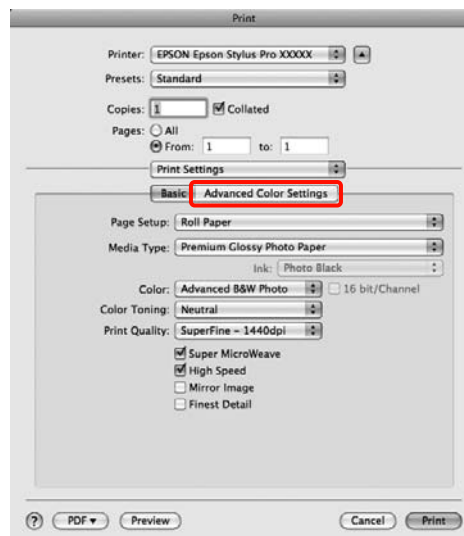 Print
Printer: EPSON Epson Stylus Pro XXXXX
Presets: Standard
Copies: 1 Collated
Pages: All
From: 1 to: 1
Print Settings
Basic Advanced Color Settings
Page Setup: Roll Paper
Media Type: Premium Glossy Photo Paper
Ink: Photo Black
Color: Advanced B&W Photo 16 bit/Channel
Color Toning: Neutral
Print Quality: SuperFine – 1440dpi
Super MicroWeave
High Speed
Mirror Image
Finest Detail
? PDF Preview Cancel Print